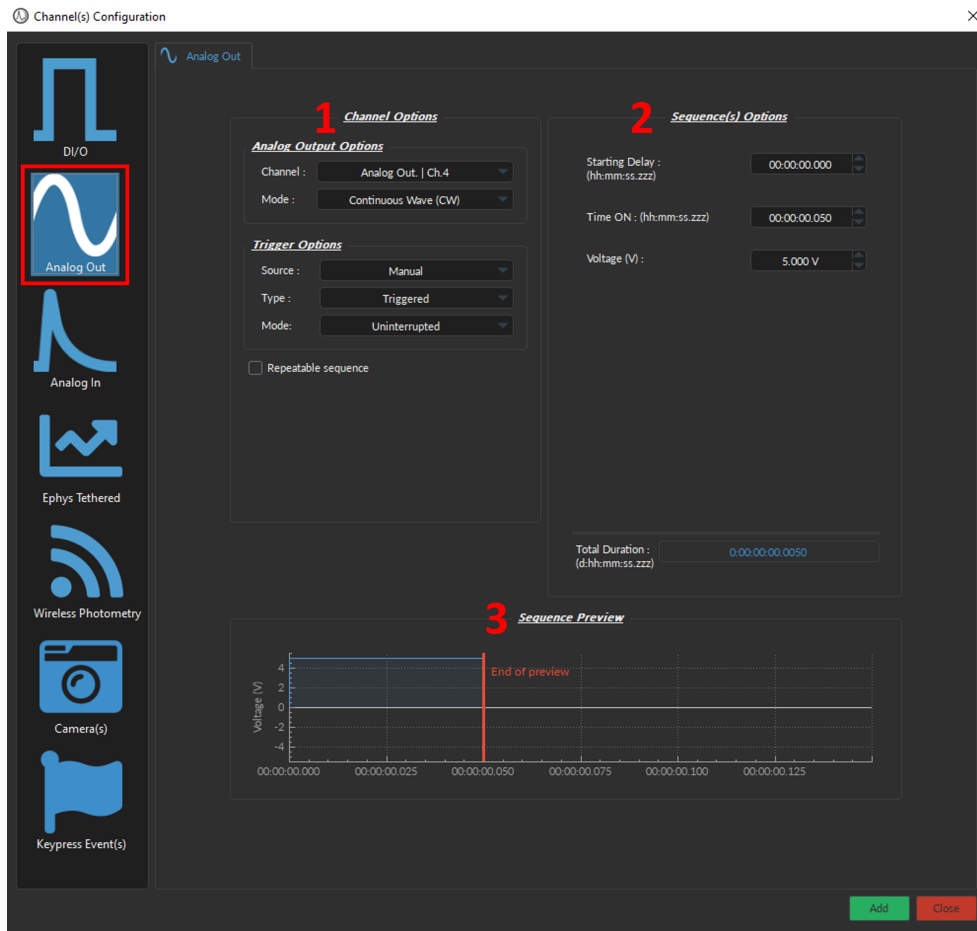 Channel(s) Configuration
DI/O
Analog Out
Analog In
Ephys Tethered
Wireless Photometry
Camera(s)
Keypress Event(s)
Analog Out
1 Channel Options
Analog Output Options
Channel : Analog Out. | Ch.4
Mode : Continuous Wave (CW)
Trigger Options
Source : Manual
Type : Triggered
Mode: Uninterrupted
Repeatable sequence
2 Sequence(s) Options
Starting Delay : 00:00:00.000
(hh:mm:ss.zzz)
Time ON : (hh:mm:ss.zzz) 00:00:00.050
Voltage (V) : 5.000 V
Total Duration : 0:00:00:00.0050
(d:hh:mm:ss.zzz)
3 Sequence Preview
Voltage (V)
4
2
0
-2
-4
End of preview
00:00:00.000 00:00:00.025 00:00:00.050 00:00:00.075 00:00:00.100 00:00:00.125
Add Close